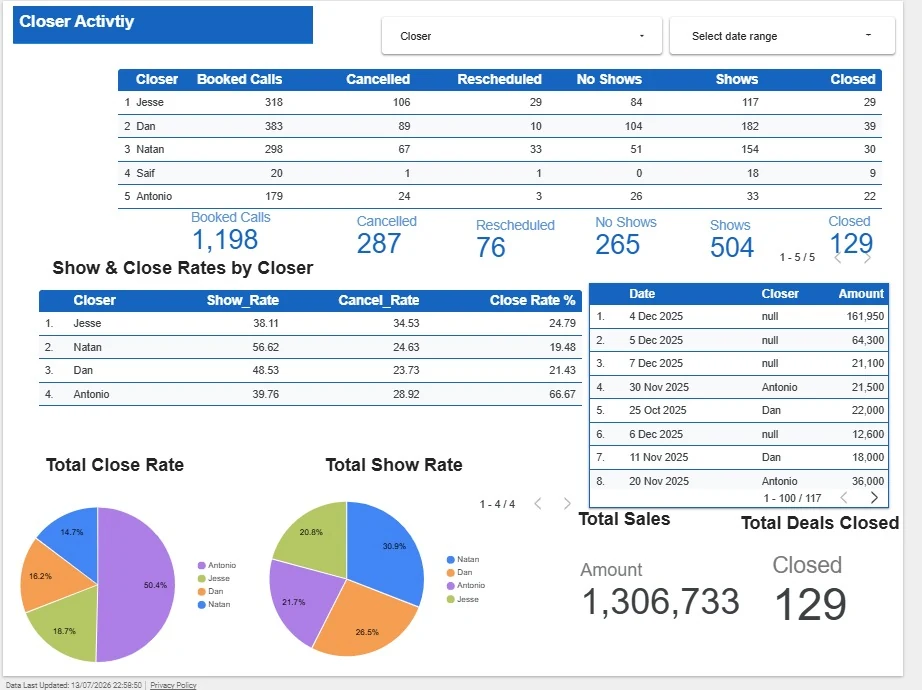 Closer Activtiy
Closer
Select date range
Closer Booked Calls Cancelled Rescheduled No Shows Shows Closed
1 Jesse 318 106 29 84 117 29
2 Dan 383 89 10 104 182 39
3 Natan 298 67 33 51 154 30
4 Saif 20 1 1 0 18 9
5 Antonio 179 24 3 26 33 22
Booked Calls Cancelled Rescheduled No Shows Shows Closed
1,198 287 76 265 504 129
1 - 5 / 5
Show & Close Rates by Closer
Closer Show_Rate Cancel_Rate Close Rate %
1. Jesse 38.11 34.53 24.79
2. Natan 56.62 24.63 19.48
3. Dan 48.53 23.73 21.43
4. Antonio 39.76 28.92 66.67
1 - 4 / 4
Date Closer Amount
1. 4 Dec 2025 null 161,950
2. 5 Dec 2025 null 64,300
3. 7 Dec 2025 null 21,100
4. 30 Nov 2025 Antonio 21,500
5. 25 Oct 2025 Dan 22,000
6. 6 Dec 2025 null 12,600
7. 11 Nov 2025 Dan 18,000
8. 20 Nov 2025 Antonio 36,000
1 - 100 / 117
Total Close Rate
14.7%
16.2%
50.4%
18.7%
Antonio
Jesse
Dan
Natan
Total Show Rate
20.8%
30.9%
21.7%
26.5%
Natan
Dan
Antonio
Jesse
Total Sales
Amount
1,306,733
Total Deals Closed
Closed
129
Data Last Updated: 13/07/2026 22:58:50 | Privacy Policy